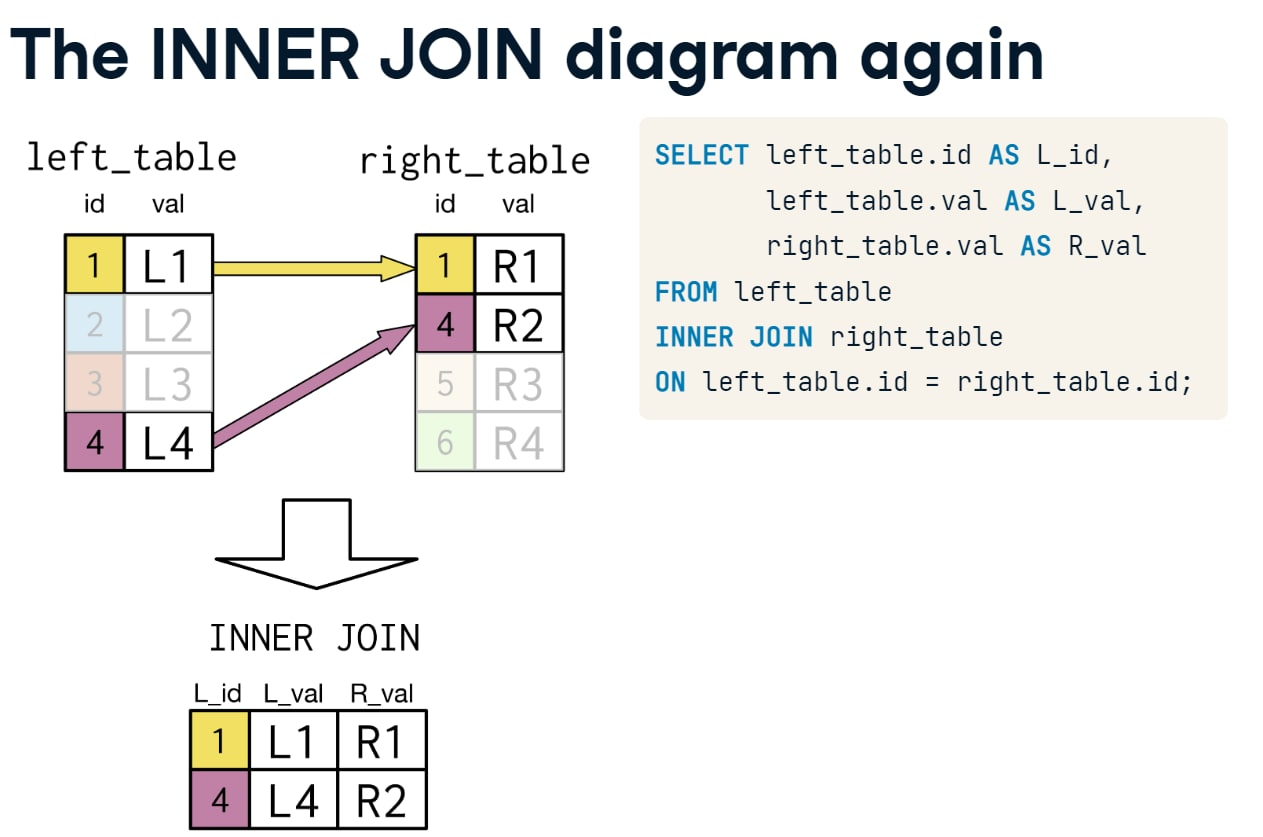 The INNER JOIN diagram again
left_table
id val
1 L1
2 L2
3 L3
4 L4
right_table
id val
1 R1
4 R2
5 R3
6 R4
SELECT left_table.id AS L_id,
left_table.val AS L_val,
right_table.val AS R_val
FROM left_table
INNER JOIN right_table
ON left_table.id = right_table.id;
INNER JOIN
L_id L_val R_val
1 L1 R1
4 L4 R2